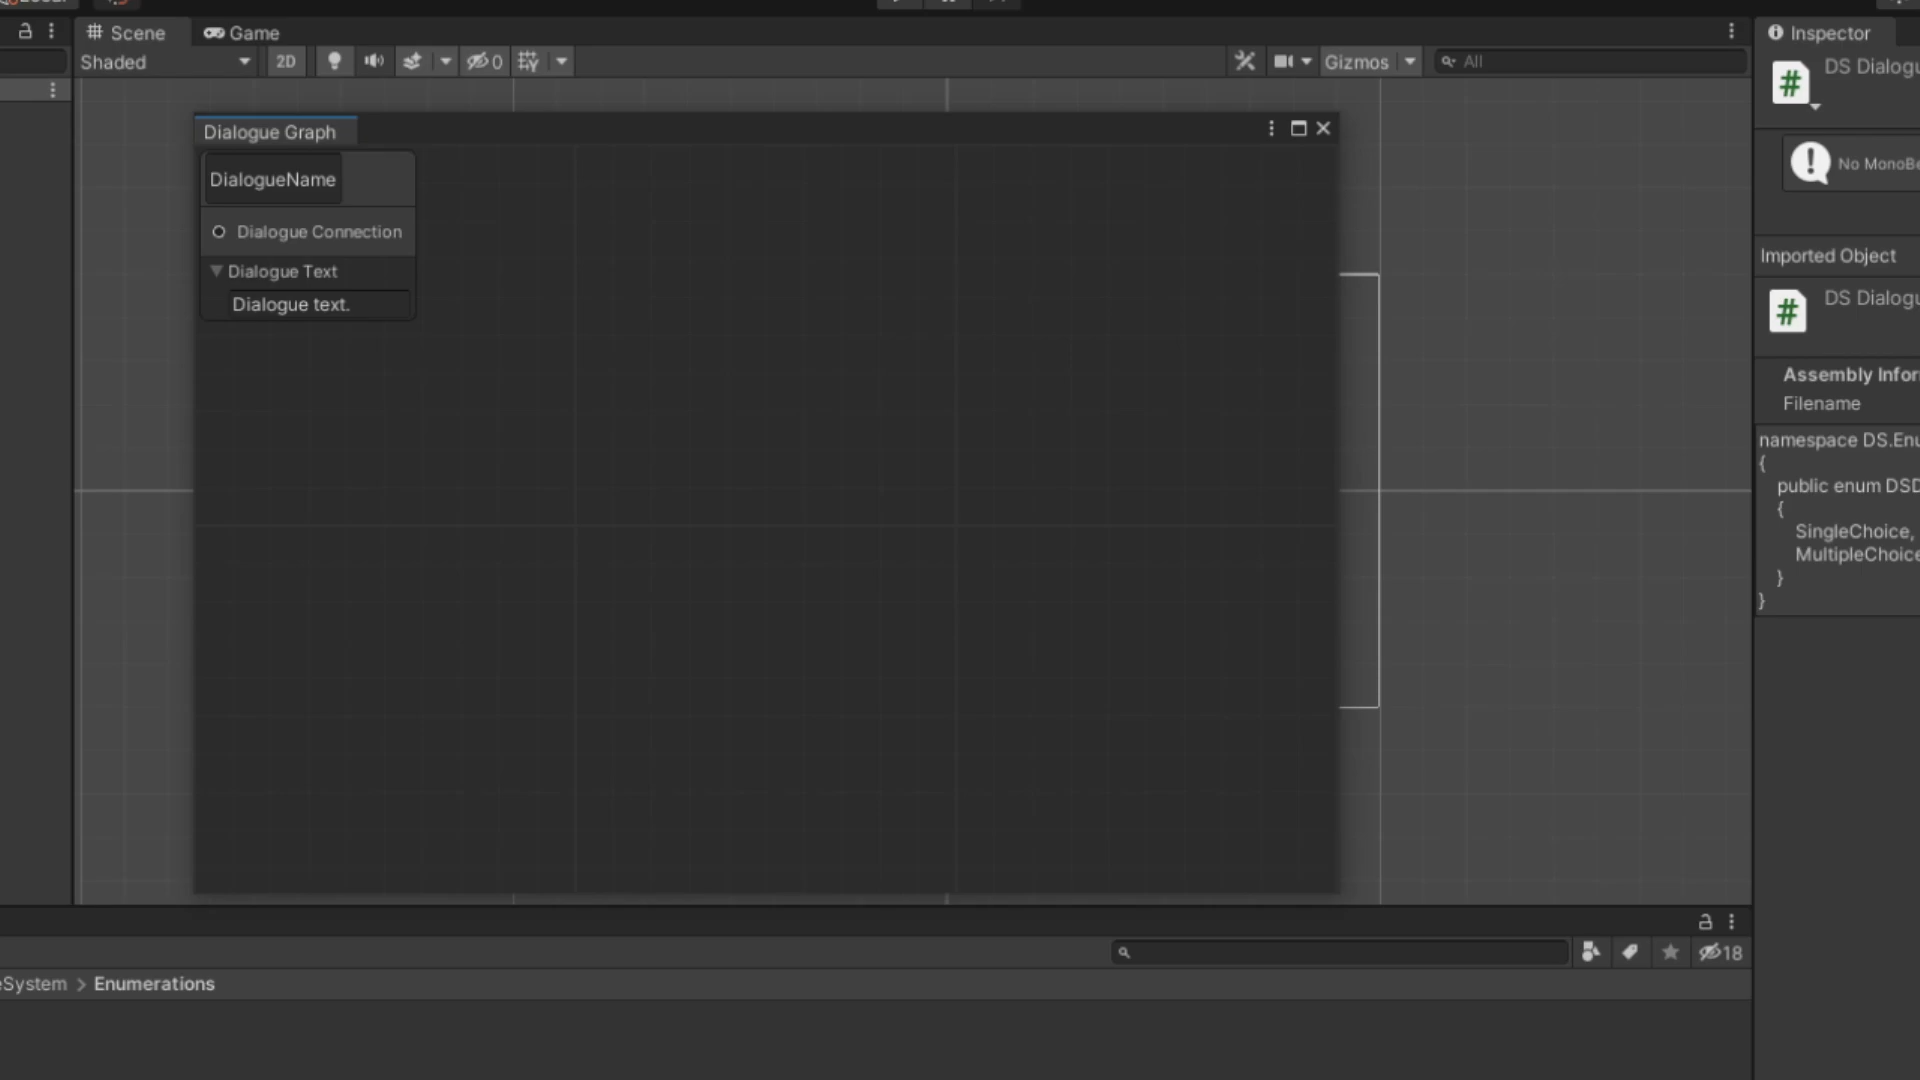 Scene
Game
Shaded
2D
0
Gizmos
All
Inspector
DS Dialogu
Dialogue Graph
DialogueName
Dialogue Connection
Dialogue Text
Dialogue text.
No MonoBe
Imported Object
DS Dialogu
Assembly Infor
Filename
namespace DS.Enu
{
public enum DSD
{
SingleChoice,
MultipleChoice
}
}
18
eSystem > Enumerations